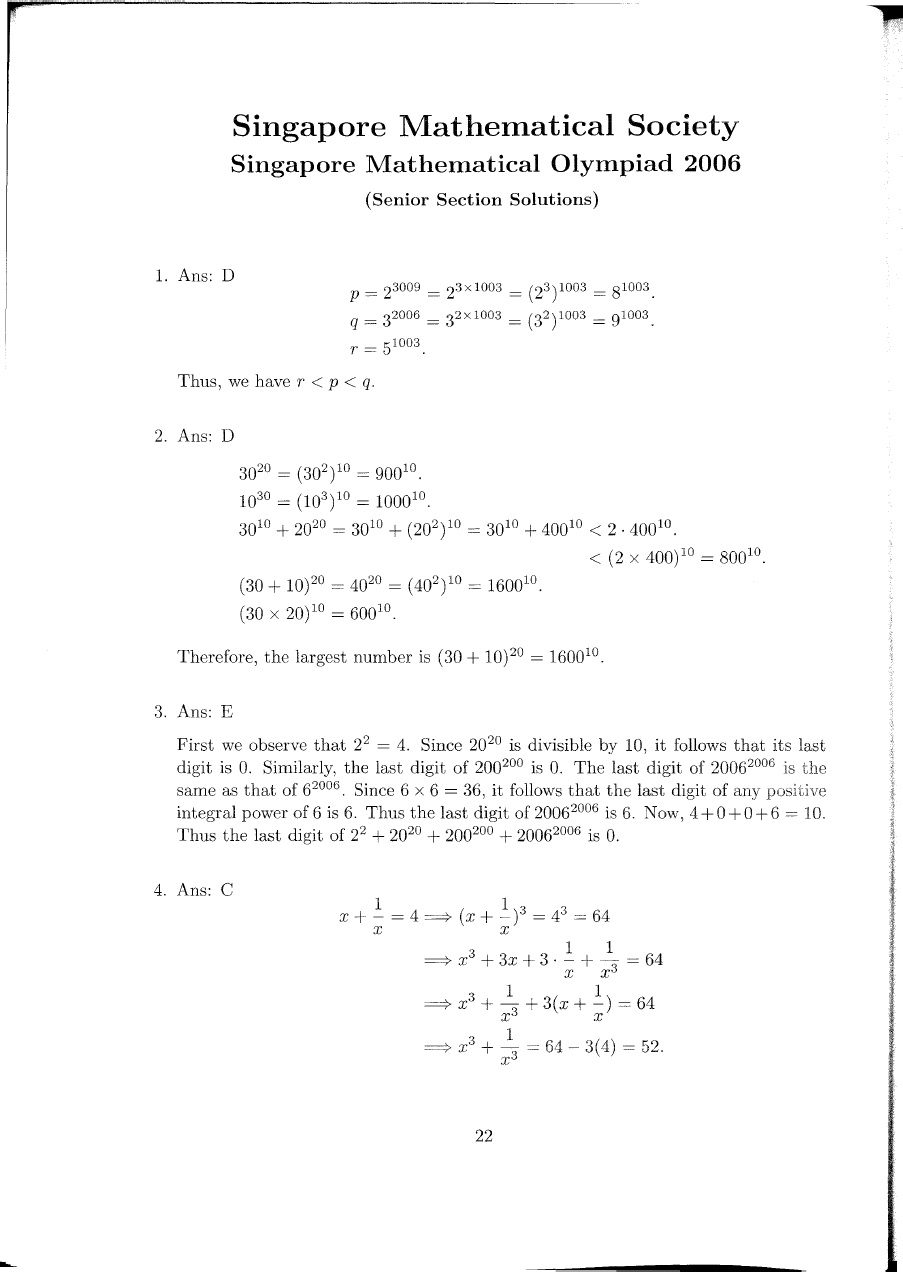 Singapore Mathematical Society
Singapore Mathematical Olympiad 2006
(Senior Section Solutions)
1. Ans: D
p = 2^{3009} = 2^{3×1003} = (2^3)^{1003} = 8^{1003}.
q = 3^{2006} = 3^{2×1003} = (3^2)^{1003} = 9^{1003}.
r = 5^{1003}.
Thus, we have r < p < q.
2. Ans: D
30^{20} = (30^2)^{10} = 900^{10}.
10^{30} = (10^3)^{10} = 1000^{10}.
30^{10} + 20^{20} = 30^{10} + (20^2)^{10} = 30^{10} + 400^{10} < 2 · 400^{10}.
< (2 × 400)^{10} = 800^{10}.
(30 + 10)^{20} = 40^{20} = (40^2)^{10} = 1600^{10}.
(30 × 20)^{10} = 600^{10}.
Therefore, the largest number is (30 + 10)^{20} = 1600^{10}.
3. Ans: E
First we observe that 2^2 = 4. Since 20^{20} is divisible by 10, it follows that its last
digit is 0. Similarly, the last digit of 200^{200} is 0. The last digit of 2006^{2006} is the
same as that of 6^{2006}. Since 6 × 6 = 36, it follows that the last digit of any positive
integral power of 6 is 6. Thus the last digit of 2006^{2006} is 6. Now, 4+0+0+6 = 10.
Thus the last digit of 2^2 + 20^{20} + 200^{200} + 2006^{2006} is 0.
4. Ans: C
x + \frac{1}{x} = 4 ⟹ (x + \frac{1}{x})^3 = 4^3 = 64
⟹ x^3 + 3x + 3 · \frac{1}{x} + \frac{1}{x^3} = 64
⟹ x^3 + \frac{1}{x^3} + 3(x + \frac{1}{x}) = 64
⟹ x^3 + \frac{1}{x^3} = 64 − 3(4) = 52.
22